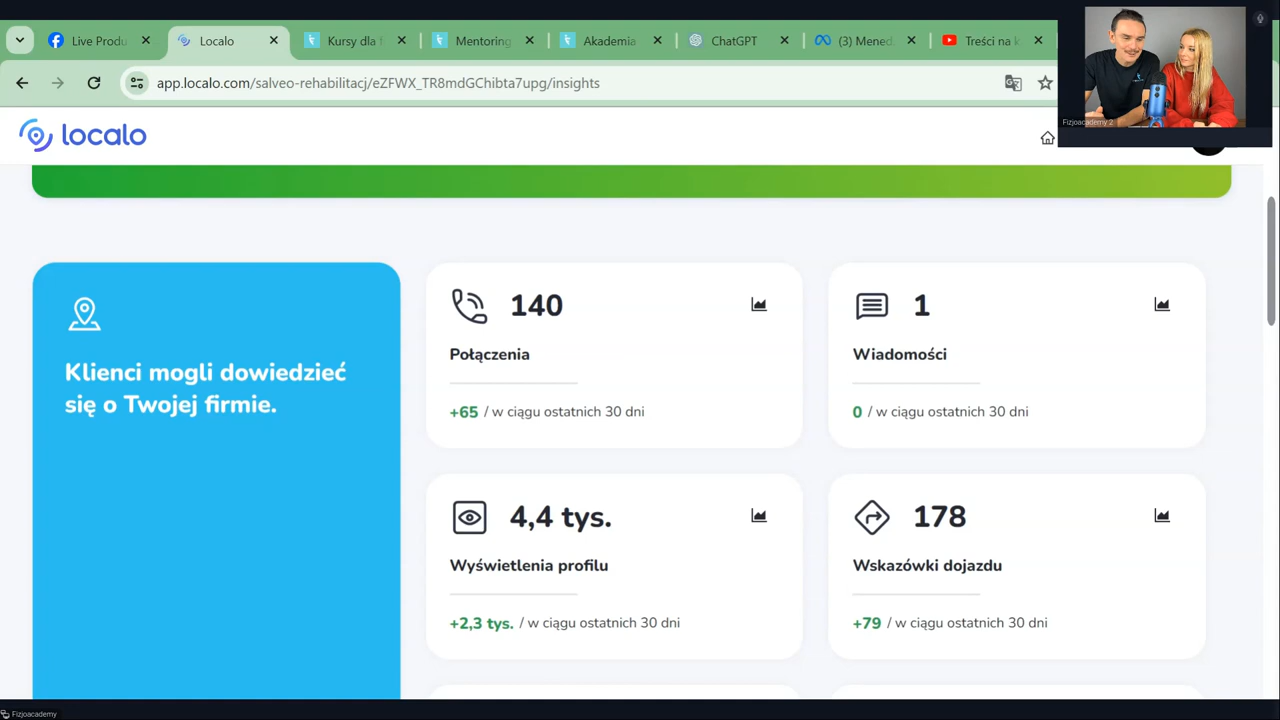 Live Produ
Localo
Kursy dla f
Mentoring
Akademia
ChatGPT
(3) Mened
Treści na k
app.localo.com/salveo-rehabilitacj/eZFWX_TR8mdGChibta7upg/insights
Fizjoacademy 2
localo
Klienci mogli dowiedzieć
się o Twojej firmie.
140
Połączenia
+65 / w ciągu ostatnich 30 dni
1
Wiadomości
0 / w ciągu ostatnich 30 dni
4,4 tys.
Wyświetlenia profilu
+2,3 tys. / w ciągu ostatnich 30 dni
178
Wskazówki dojazdu
+79 / w ciągu ostatnich 30 dni
Fizjoacademy